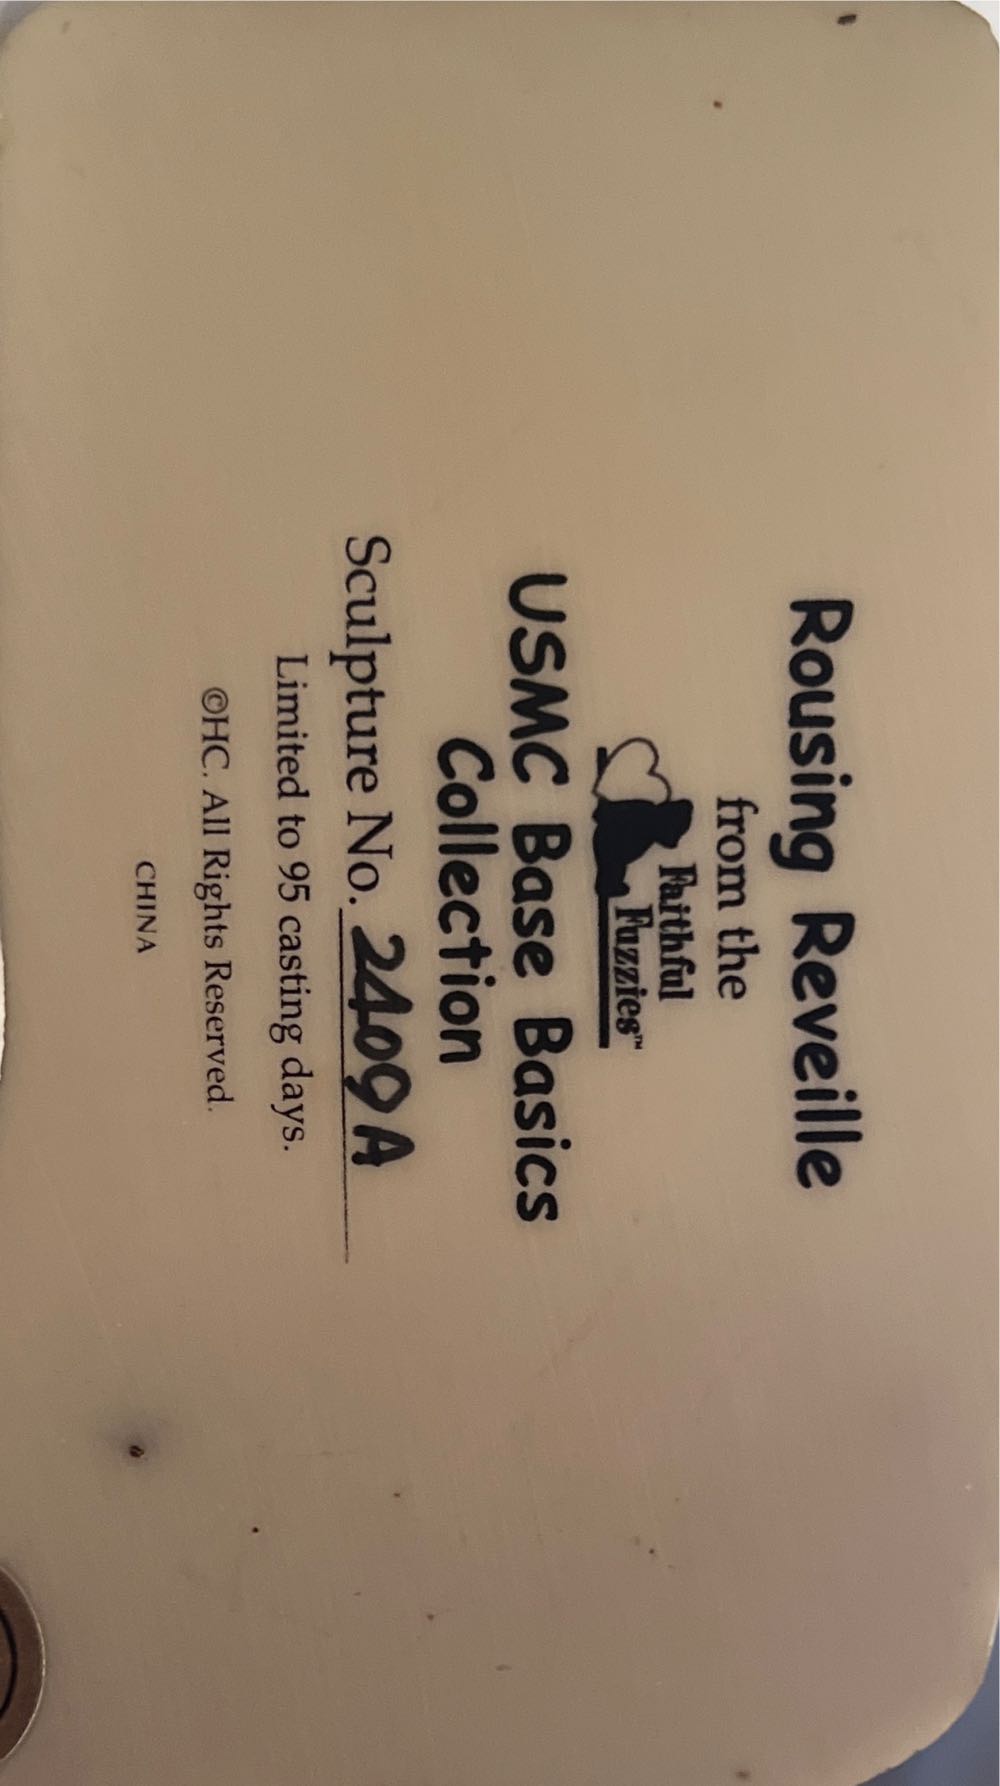 Rousing Reveille
from the
Faithful
Fuzzies™
USMC Base Basics
Collection
Sculpture No. 2409A
Limited to 95 casting days.
©HC. All Rights Reserved.
CHINA